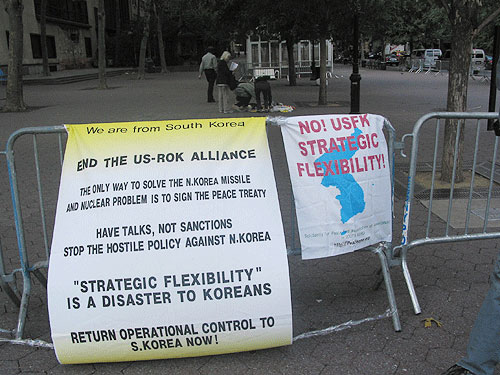 We are from South Korea
END THE US-ROK ALLIANCE
THE ONLY WAY TO SOLVE THE N.KOREA MISSILE
AND NUCLEAR PROBLEM IS TO SIGN THE PEACE TREATY
HAVE TALKS, NOT SANCTIONS
STOP THE HOSTILE POLICY AGAINST N.KOREA
"STRATEGIC FLEXIBILITY"
IS A DISASTER TO KOREANS
RETURN OPERATIONAL CONTROL TO
S.KOREA NOW!
NO! USFK
STRATEGIC
FLEXIBILITY!